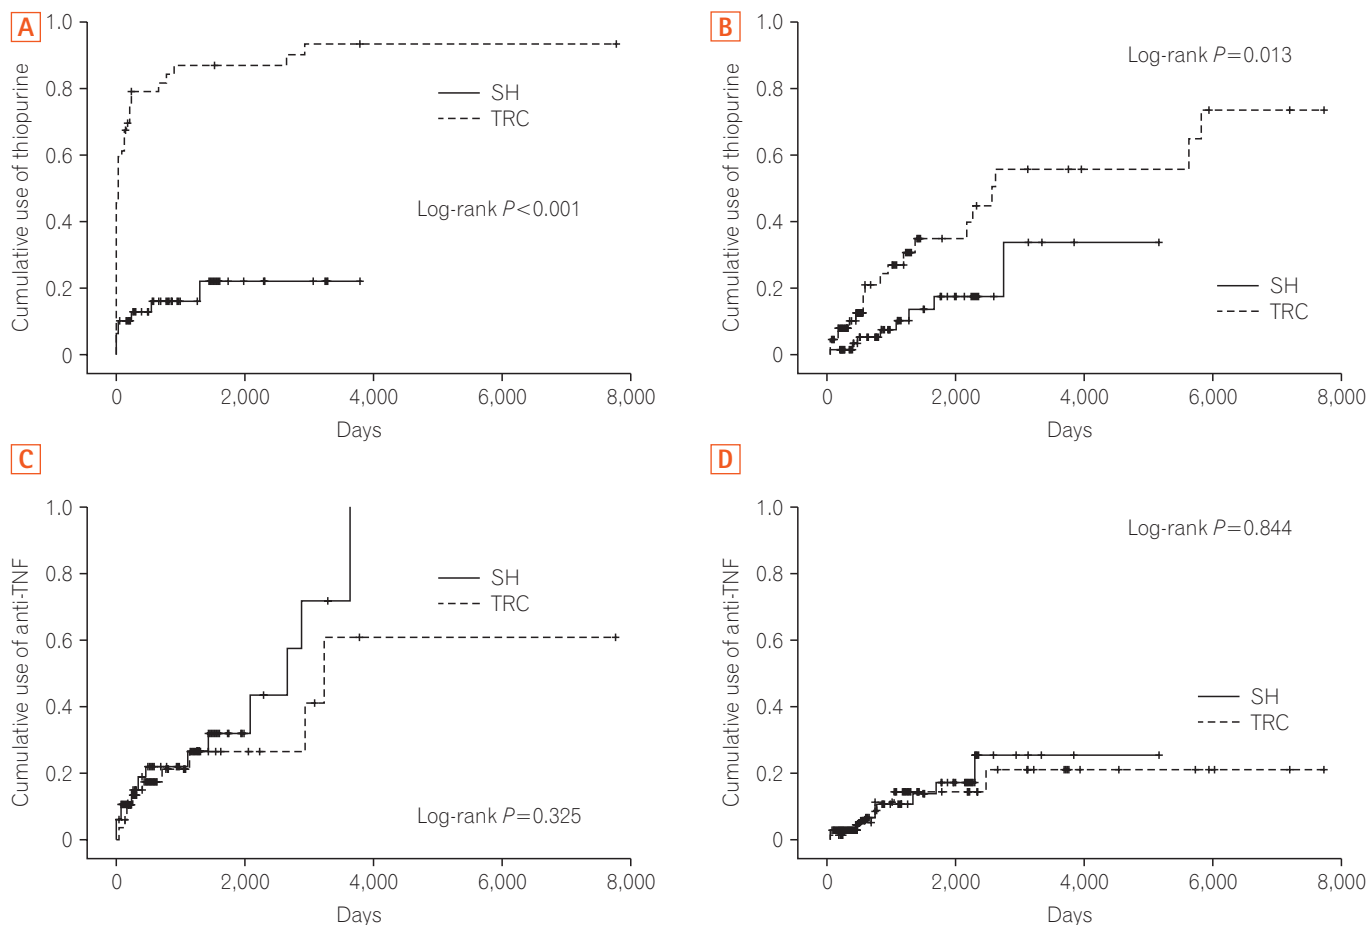 A
Cumulative use of thiopurine
1.0
0.8
0.6
0.4
0.2
0
SH
TRC
Log-rank P<0.001
0 2,000 4,000 6,000 8,000
Days
B
Cumulative use of thiopurine
1.0
0.8
0.6
0.4
0.2
0
Log-rank P=0.013
SH
TRC
0 2,000 4,000 6,000 8,000
Days
C
Cumulative use of anti-TNF
1.0
0.8
0.6
0.4
0.2
0
SH
TRC
Log-rank P=0.325
0 2,000 4,000 6,000 8,000
Days
D
Cumulative use of anti-TNF
1.0
0.8
0.6
0.4
0.2
0
Log-rank P=0.844
SH
TRC
0 2,000 4,000 6,000 8,000
Days